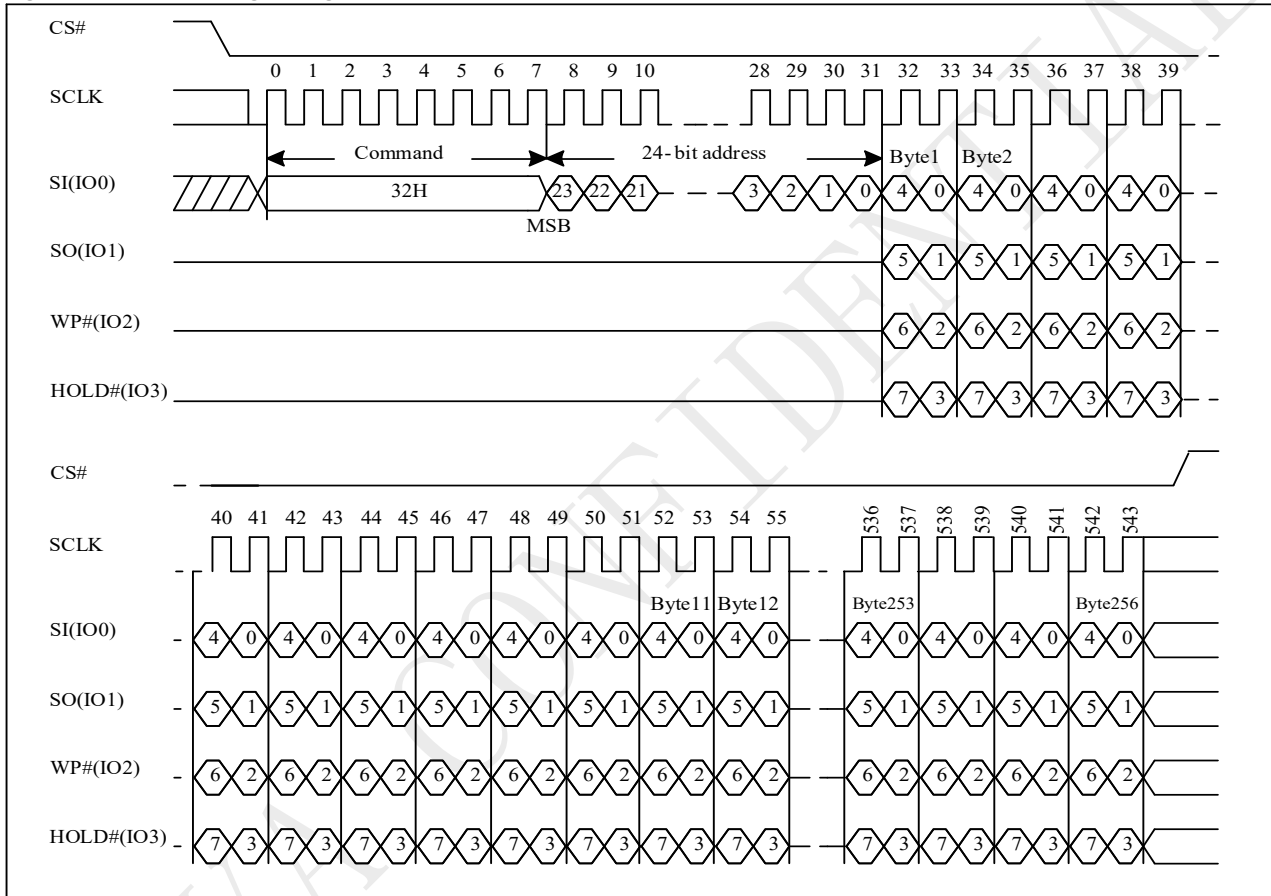 CS#
0 1 2 3 4 5 6 7 8 9 10 28 29 30 31 32 33 34 35 36 37 38 39
SCLK
Command 24-bit address Byte1 Byte2
SI(IO0) 32H 23 22 21 3 2 1 0 4 0 4 0 4 0 4 0
MSB
SO(IO1) 5 1 5 1 5 1 5 1
WP#(IO2) 6 2 6 2 6 2 6 2
HOLD#(IO3) 7 3 7 3 7 3 7 3
CS#
40 41 42 43 44 45 46 47 48 49 50 51 52 53 54 55 536 537 538 539 540 541 542 543
SCLK
Byte11 Byte12 Byte253 Byte256
SI(IO0) 4 0 4 0 4 0 4 0 4 0 4 0 4 0 4 0 4 0 4 0 4 0 4 0
SO(IO1) 5 1 5 1 5 1 5 1 5 1 5 1 5 1 5 1 5 1 5 1 5 1 5 1
WP#(IO2) 6 2 6 2 6 2 6 2 6 2 6 2 6 2 6 2 6 2 6 2 6 2 6 2
HOLD#(IO3) 7 3 7 3 7 3 7 3 7 3 7 3 7 3 7 3 7 3 7 3 7 3 7 3
CONFIDENTIAL